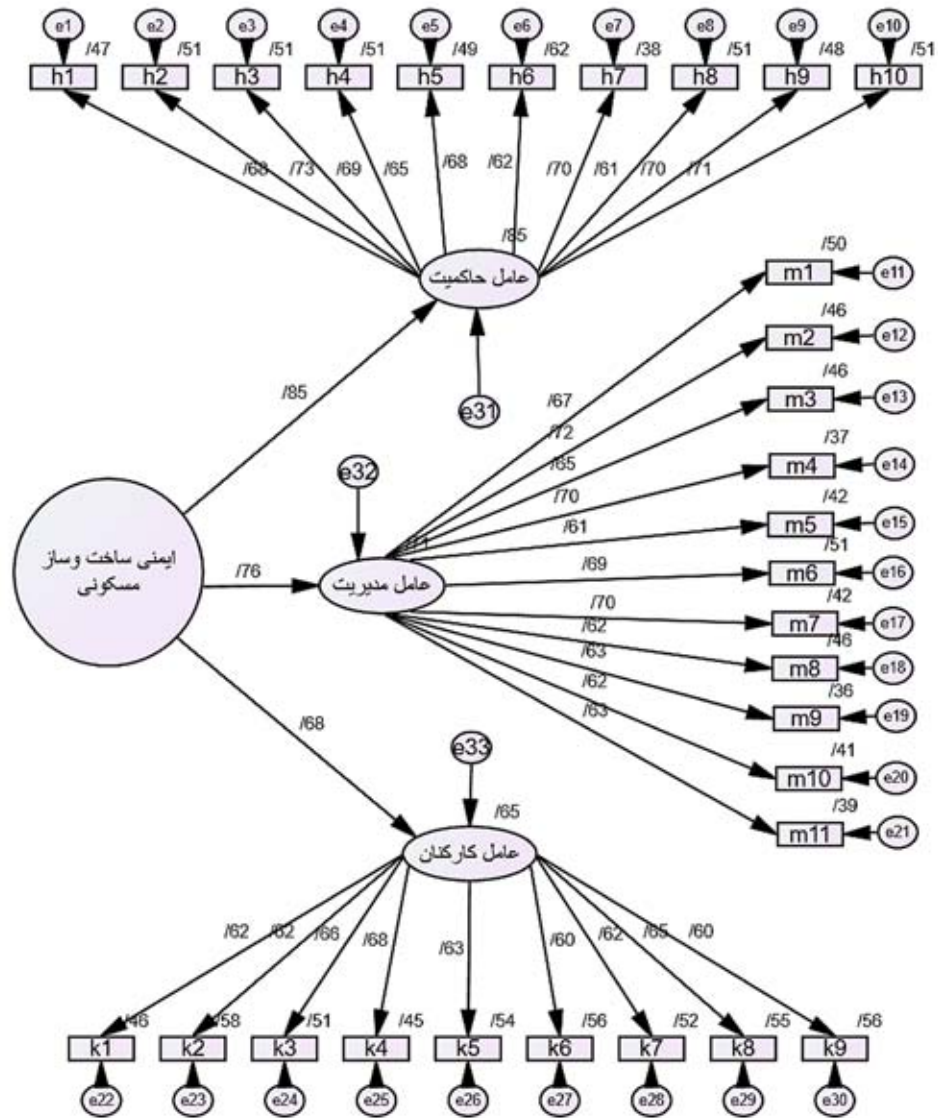 e1 e2 e3 e4 e5 e6 e7 e8 e9 e10
/47 /51 /51 /51 /49 /62 /38 /51 /48 /51
h1 h2 h3 h4 h5 h6 h7 h8 h9 h10
/68 /73 /69 /65 /68 /62 /70 /61 /70 /71
/85
عامل حاکمیت
/50
m1 e11
/46
m2 e12
/46
m3 e13
/37
m4 e14
/42
m5 e15
/51
m6 e16
/42
m7 e17
/46
m8 e18
/36
m9 e19
/41
m10 e20
/39
m11 e21
/85
e31
/67
/72
/65
/70
/61
/69
/70
/62
/63
/62
/63
e32
ایمنی ساخت وساز
مسکونی
/76
عامل مدیریت
/68
e33
/65
عامل کارکنان
/62 /62 /66 /68 /63 /60 /62 /65 /60
/46 /58 /51 /45 /54 /56 /52 /55 /56
k1 k2 k3 k4 k5 k6 k7 k8 k9
e22 e23 e24 e25 e26 e27 e28 e29 e30